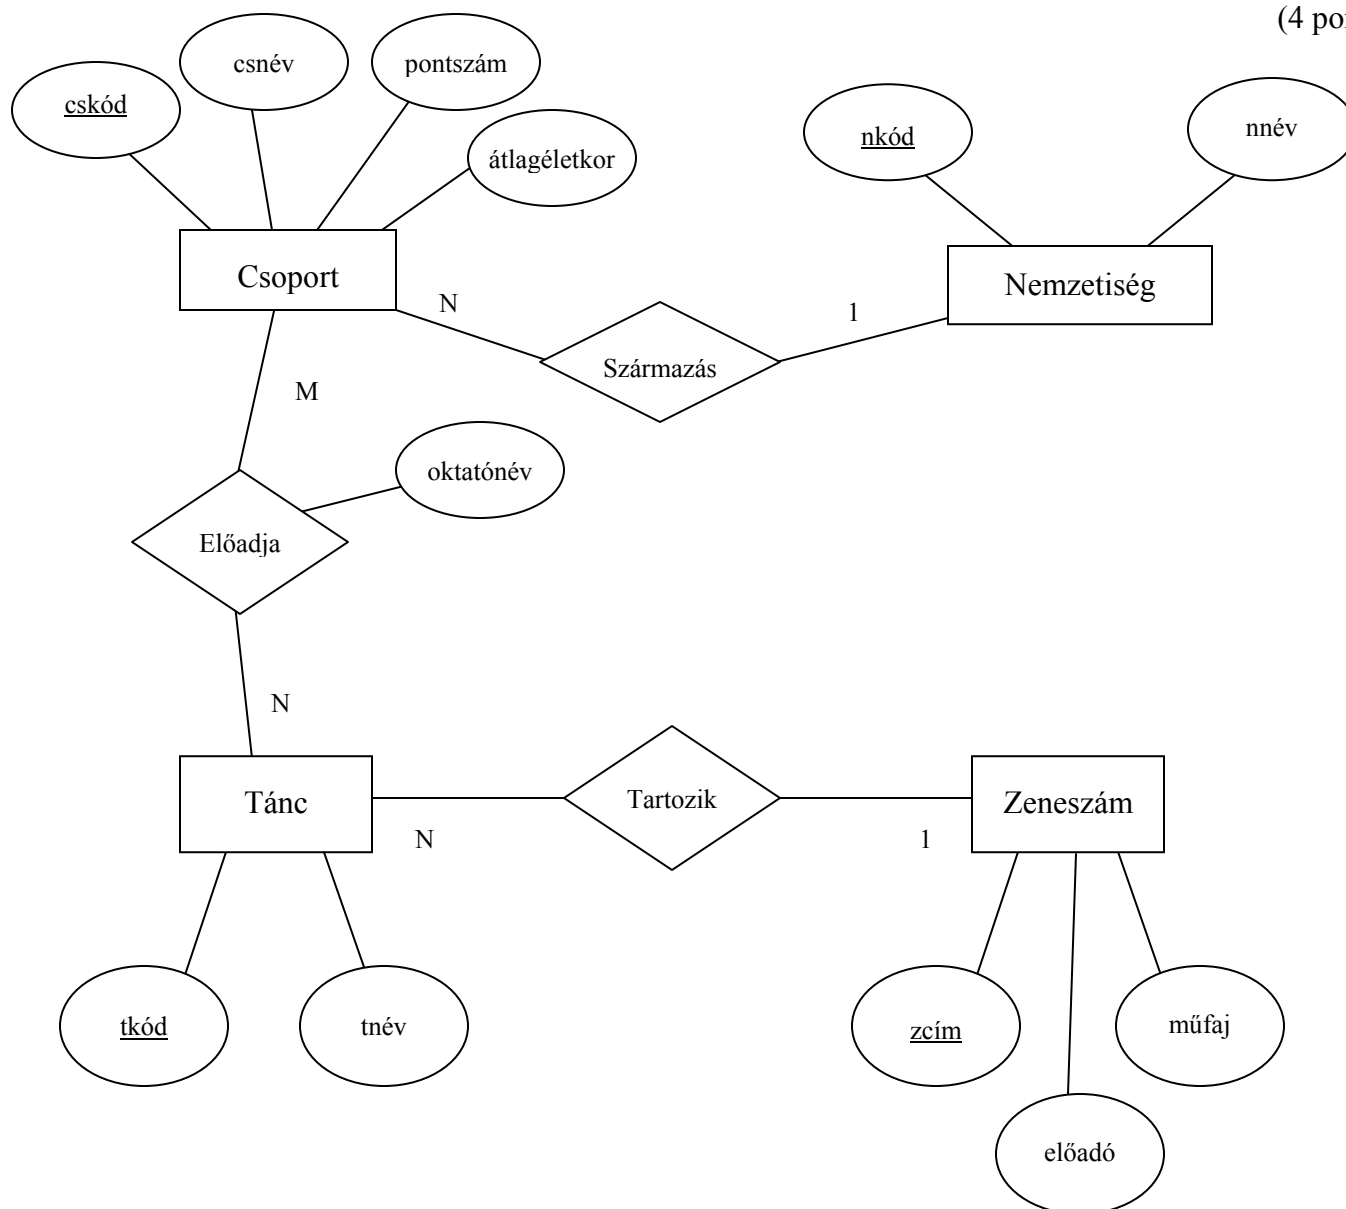 (4 po
csnév
pontszám
cskód
nkód
nnév
átlagéletkor
Csoport
Nemzetiség
N
1
Származás
M
oktatónév
Előadja
N
Tánc
Tartozik
Zeneszám
N
1
tkód
tnév
zcím
műfaj
előadó